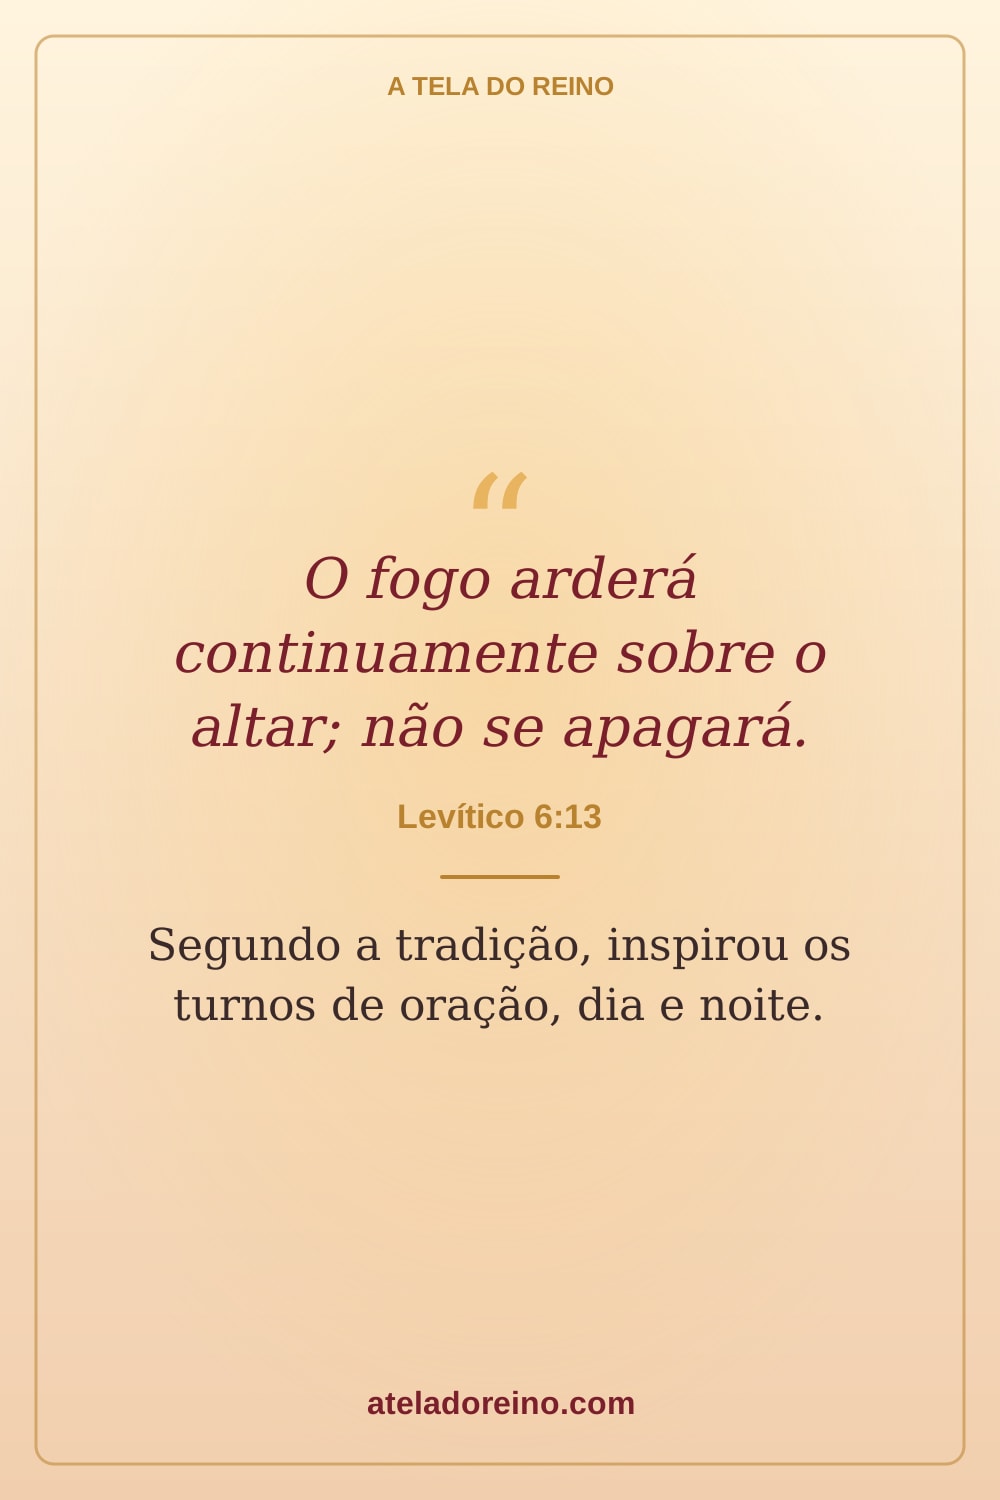 A TELA DO REINO
“
O fogo arderá
continuamente sobre o
altar; não se apagará.
Levítico 6:13
Segundo a tradição, inspirou os
turnos de oração, dia e noite.
ateladoreino.com